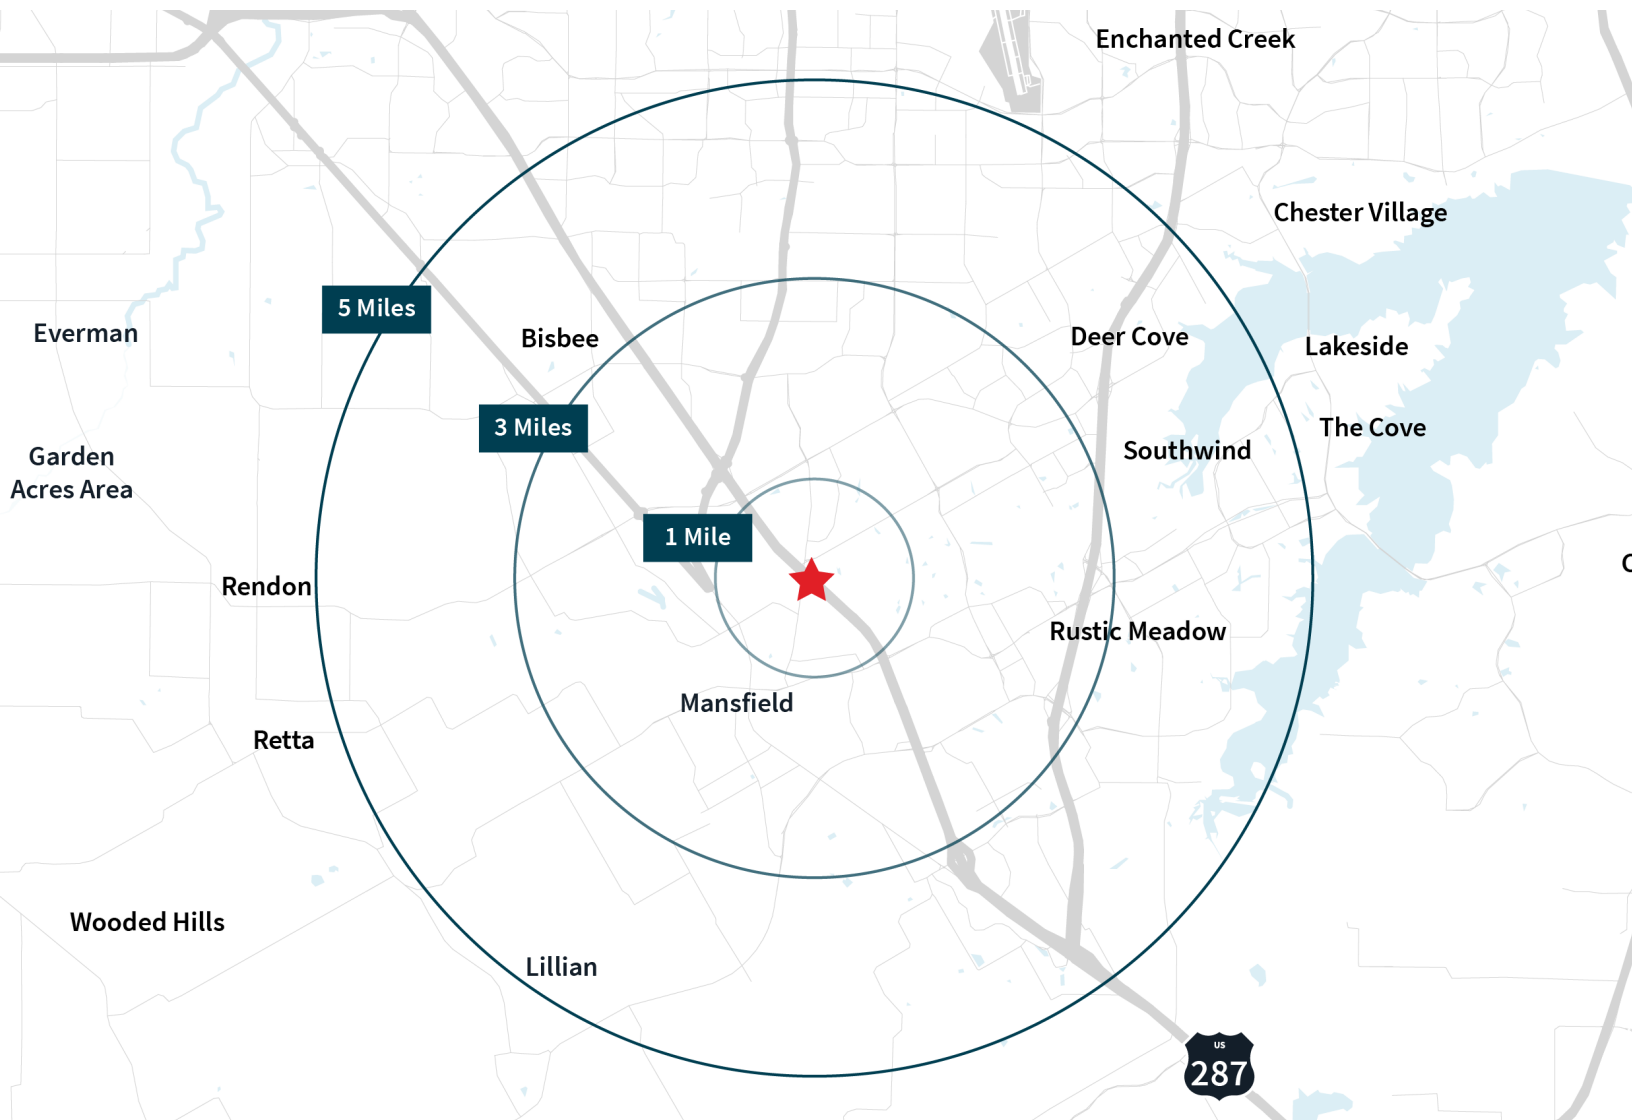 Enchanted Creek
Chester Village
5 Miles
Everman
Bisbee
Deer Cove
Lakeside
3 Miles
The Cove
Southwind
Garden
Acres Area
1 Mile
Rendon
Rustic Meadow
Mansfield
Retta
Wooded Hills
Lillian
US
287